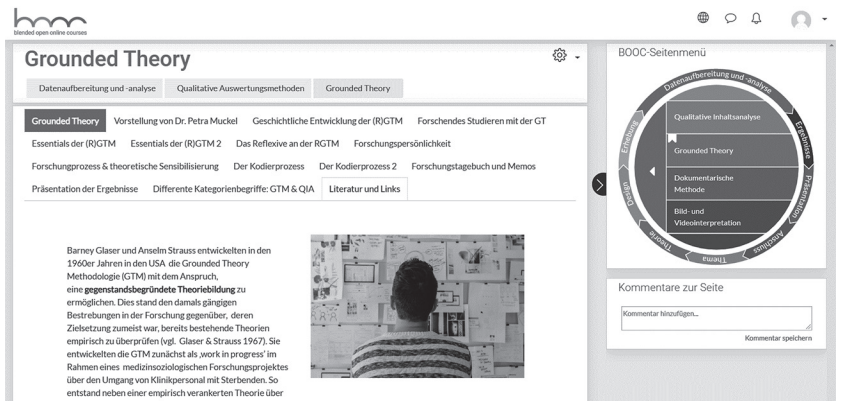 booc
blended open online courses
Grounded Theory
Datenaufbereitung und -analyse
Qualitative Auswertungsmethoden
Grounded Theory
Grounded Theory
Vorstellung von Dr. Petra Muckel
Geschichtliche Entwicklung der (R)GTM
Forschendes Studieren mit der GT
Essentials der (R)GTM
Essentials der (R)GTM 2
Das Reflexive an der RGTM
Forschungspersönlichkeit
Forschungprozess & theoretische Sensibilisierung
Der Kodierprozess
Der Kodierprozess 2
Forschungstagebuch und Memos
Präsentation der Ergebnisse
Differente Kategorienbegriffe: GTM & QIA
Literatur und Links
Barney Glaser und Anselm Strauss entwickelten in den
1960er Jahren in den USA die Grounded Theory
Methodologie (GTM) mit dem Anspruch,
eine gegenstandsbegründete Theoriebildung zu
ermöglichen. Dies stand den damals gängigen
Bestrebungen in der Forschung gegenüber, deren
Zielsetzung zumeist war, bereits bestehende Theorien
empirisch zu überprüfen (vgl. Glaser & Strauss 1967). Sie
entwickelten die GTM zunächst als ‚work in progress' im
Rahmen eines medizinsoziologischen Forschungsprojektes
über den Umgang von Klinikpersonal mit Sterbenden. So
entstand neben einer empirisch verankerten Theorie über
BOOC-Seitenmenü
Datenaufbereitung und -analyse
Ergebnisse
Präsentation
Anschluss
Thema
Theorie
Design
Erhebung
Qualitative Inhaltsanalyse
Grounded Theory
Dokumentarische
Methode
Bild- und
Videointerpretation
Kommentare zur Seite
Kommentar hinzufügen...
Kommentar speichern